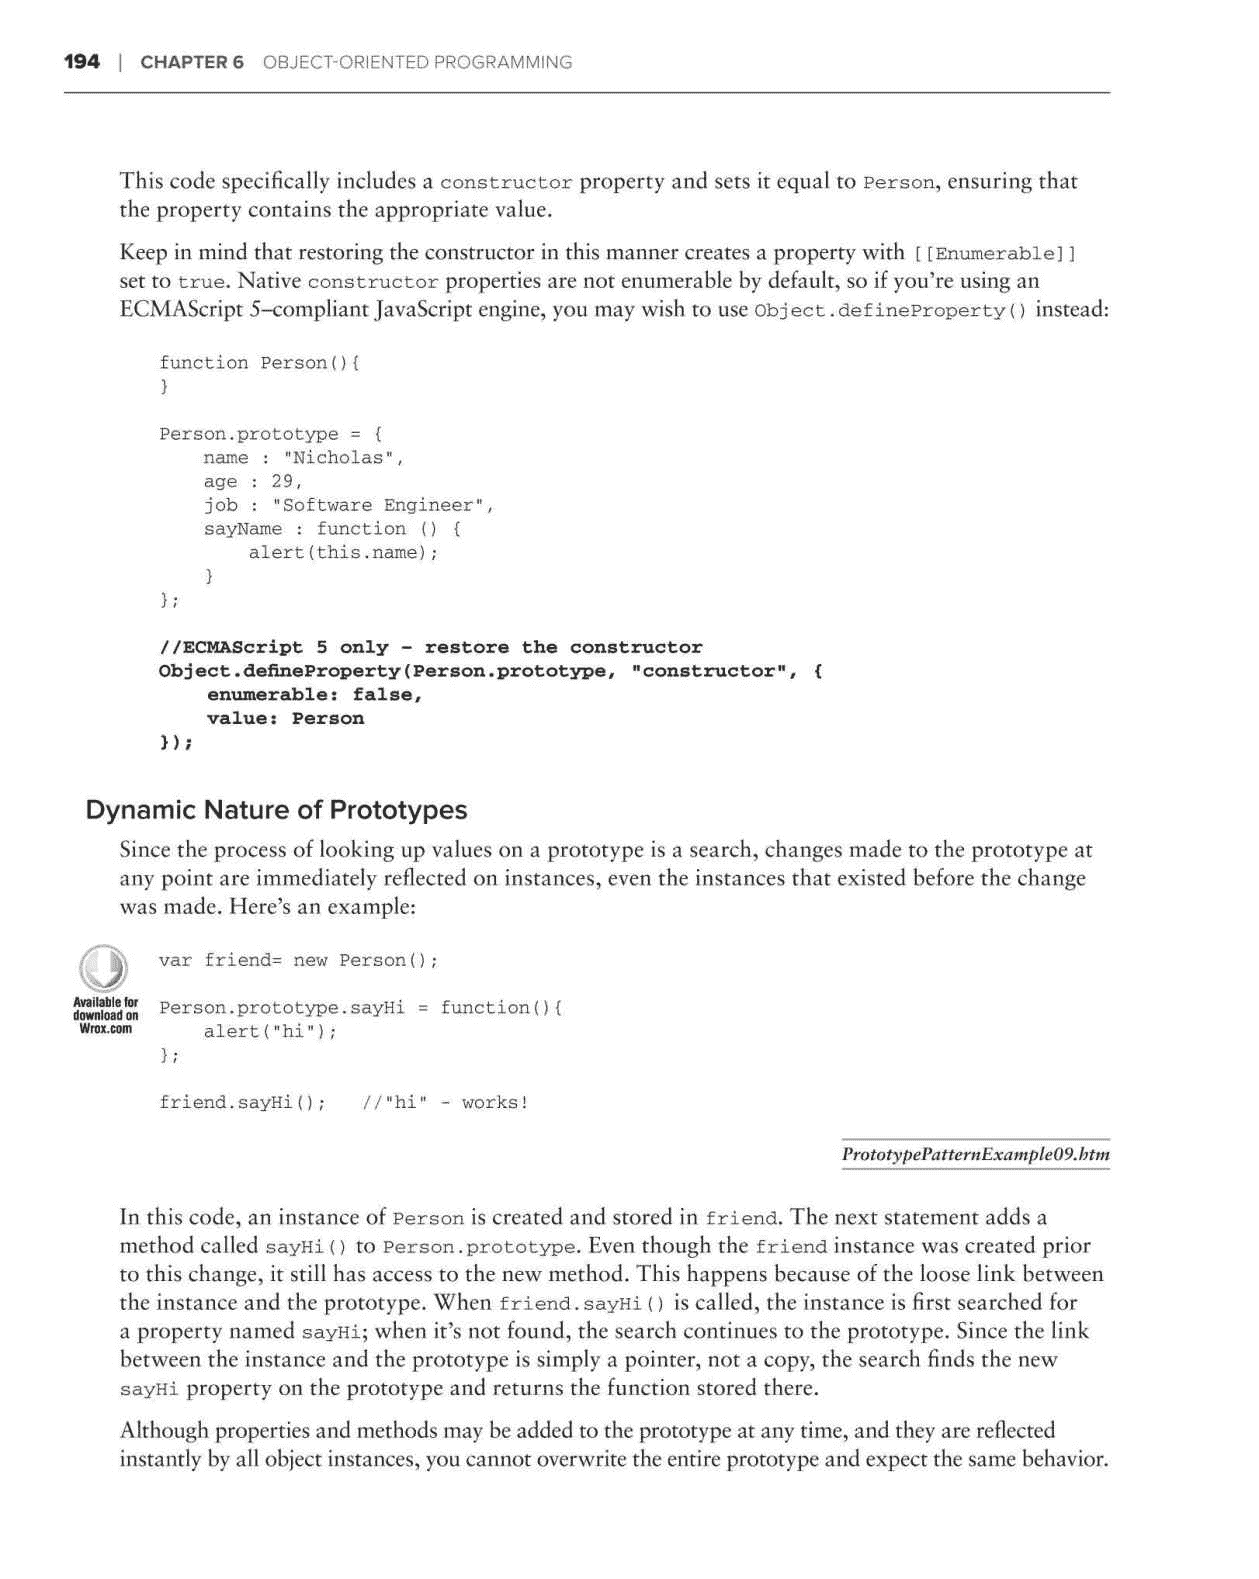 194 | CHAPTER 6 OBJECT-ORIENTED PROGRAMMING
This code specifically includes a constructor property and sets it equal to Person, ensuring that
the property contains the appropriate value.
Keep in mind that restoring the constructor in this manner creates a property with [[Enumerable]]
set to true. Native constructor properties are not enumerable by default, so if you're using an
ECMAScript 5–compliant JavaScript engine, you may wish to use Object.defineProperty() instead:
function Person(){
}
Person.prototype = {
    name : "Nicholas",
    age : 29,
    job : "Software Engineer",
    sayName : function () {
        alert(this.name);
    }
};
//ECMAScript 5 only - restore the constructor
Object.defineProperty(Person.prototype, "constructor", {
    enumerable: false,
    value: Person
});
Dynamic Nature of Prototypes
Since the process of looking up values on a prototype is a search, changes made to the prototype at
any point are immediately reflected on instances, even the instances that existed before the change
was made. Here's an example:
var friend= new Person();
Available for
download on
Wrox.com
Person.prototype.sayHi = function(){
    alert("hi");
};
friend.sayHi();   //"hi" - works!
PrototypePatternExample09.htm
In this code, an instance of Person is created and stored in friend. The next statement adds a
method called sayHi() to Person.prototype. Even though the friend instance was created prior
to this change, it still has access to the new method. This happens because of the loose link between
the instance and the prototype. When friend.sayHi() is called, the instance is first searched for
a property named sayHi; when it's not found, the search continues to the prototype. Since the link
between the instance and the prototype is simply a pointer, not a copy, the search finds the new
sayHi property on the prototype and returns the function stored there.
Although properties and methods may be added to the prototype at any time, and they are reflected
instantly by all object instances, you cannot overwrite the entire prototype and expect the same behavior.